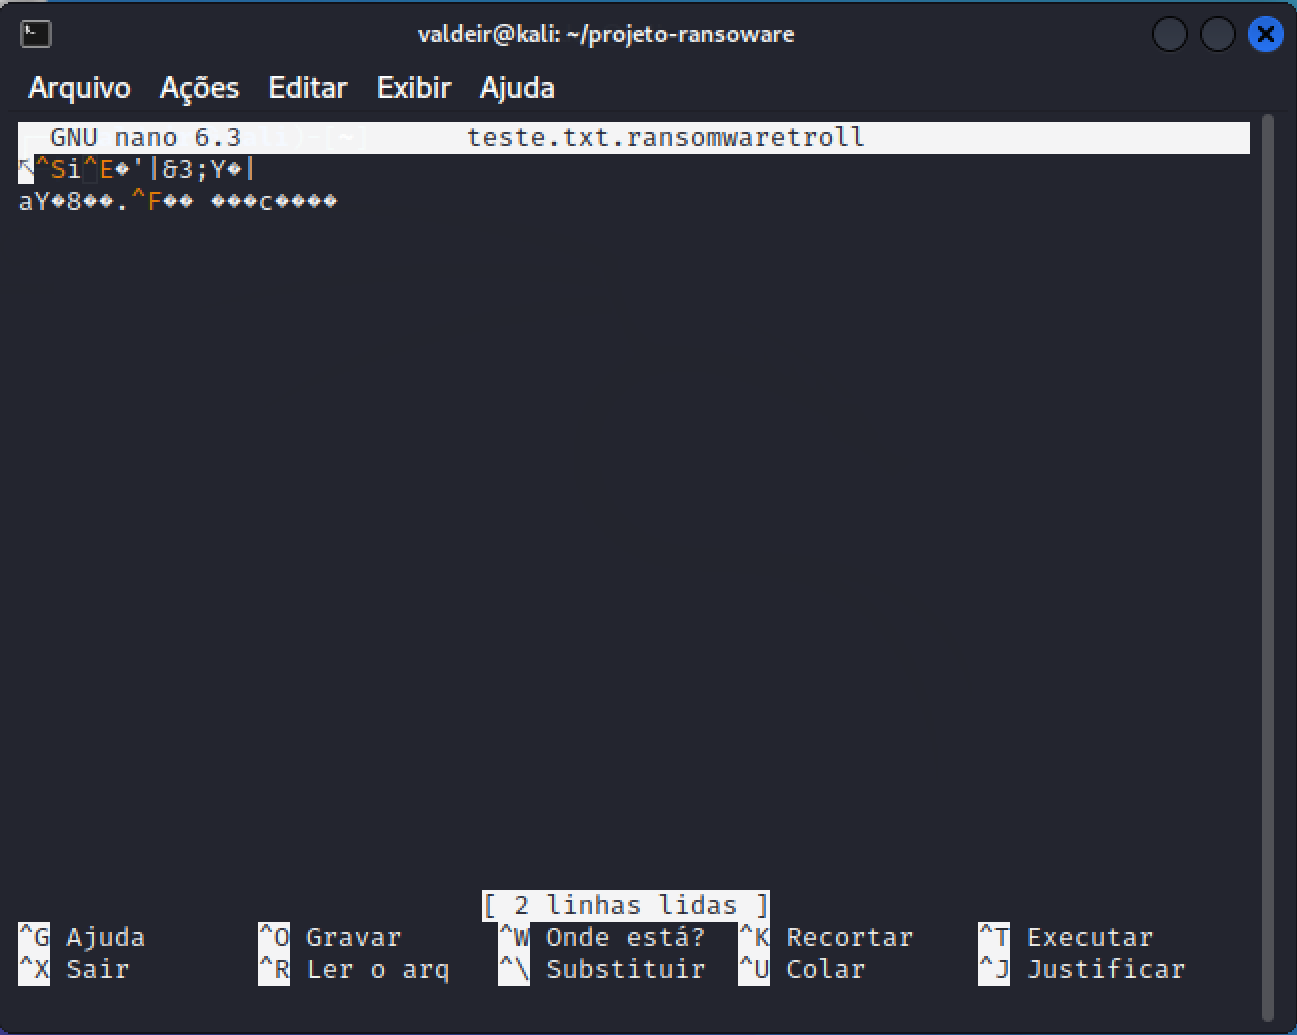 valdeir@kali: ~/projeto-ransoware
Arquivo Ações Editar Exibir Ajuda
GNU nano 6.3 teste.txt.ransomwaretroll
^Si^E�'|&3;Y�|
aY�8��.^F�� ���c����
[ 2 linhas lidas ]
^G Ajuda ^O Gravar ^W Onde está? ^K Recortar ^T Executar
^X Sair ^R Ler o arq ^\ Substituir ^U Colar ^J Justificar